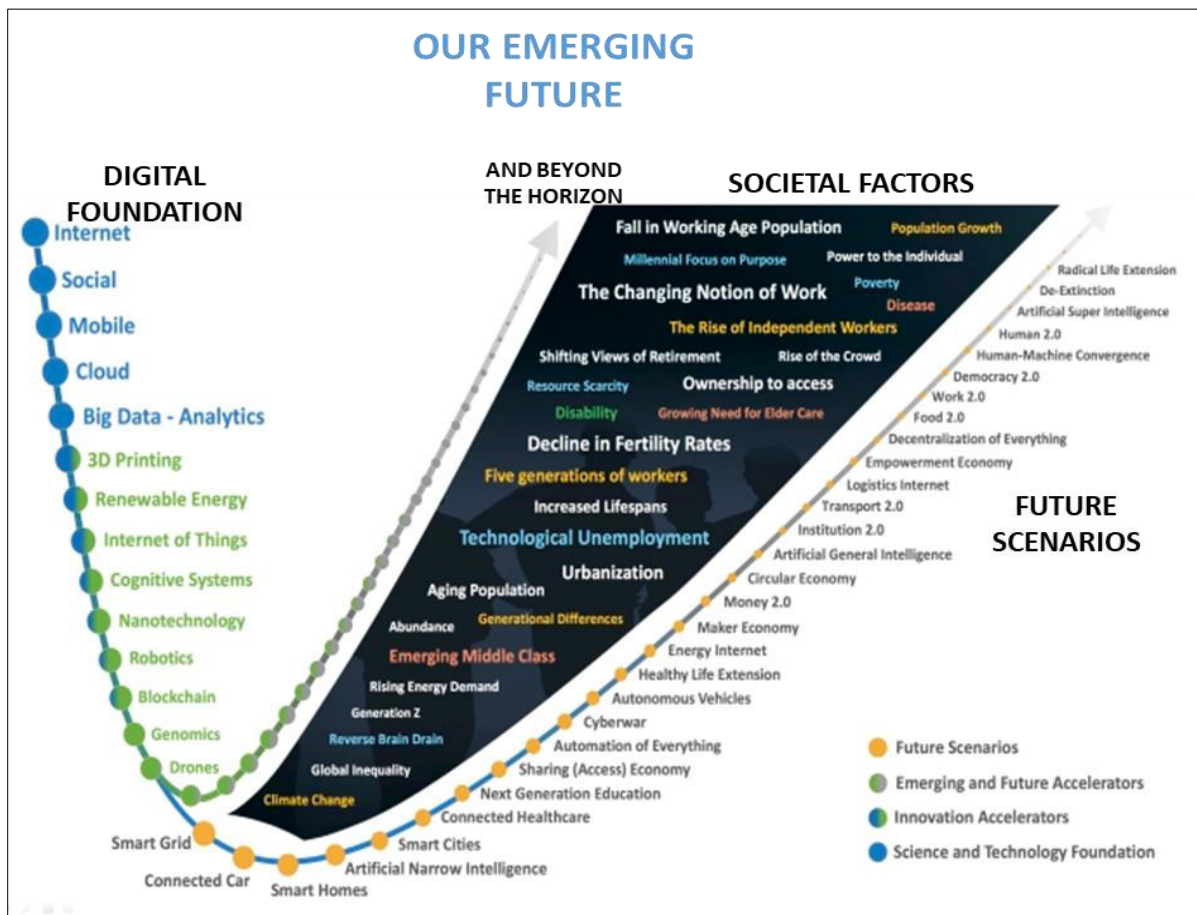 OUR EMERGING
FUTURE
DIGITAL
FOUNDATION
AND BEYOND
THE HORIZON
SOCIETAL FACTORS
Internet
Social
Mobile
Cloud
Big Data - Analytics
3D Printing
Renewable Energy
Internet of Things
Cognitive Systems
Nanotechnology
Robotics
Blockchain
Genomics
Drones
Fall in Working Age Population
Population Growth
Millennial Focus on Purpose
Power to the Individual
The Changing Notion of Work
Poverty
Disease
The Rise of Independent Workers
Shifting Views of Retirement
Rise of the Crowd
Resource Scarcity
Ownership to access
Disability
Growing Need for Elder Care
Decline in Fertility Rates
Five generations of workers
Increased Lifespans
Technological Unemployment
Urbanization
Aging Population
Generational Differences
Abundance
Emerging Middle Class
Rising Energy Demand
Generation Z
Reverse Brain Drain
Global Inequality
Climate Change
Radical Life Extension
De-Extinction
Artificial Super Intelligence
Human 2.0
Human-Machine Convergence
Democracy 2.0
Work 2.0
Food 2.0
Decentralization of Everything
Empowerment Economy
Logistics Internet
Transport 2.0
Institution 2.0
Artificial General Intelligence
Circular Economy
Money 2.0
Maker Economy
Energy Internet
Healthy Life Extension
Autonomous Vehicles
Cyberwar
Automation of Everything
Sharing (Access) Economy
Next Generation Education
Connected Healthcare
Smart Cities
Artificial Narrow Intelligence
Smart Homes
Connected Car
Smart Grid
FUTURE
SCENARIOS
Future Scenarios
Emerging and Future Accelerators
Innovation Accelerators
Science and Technology Foundation